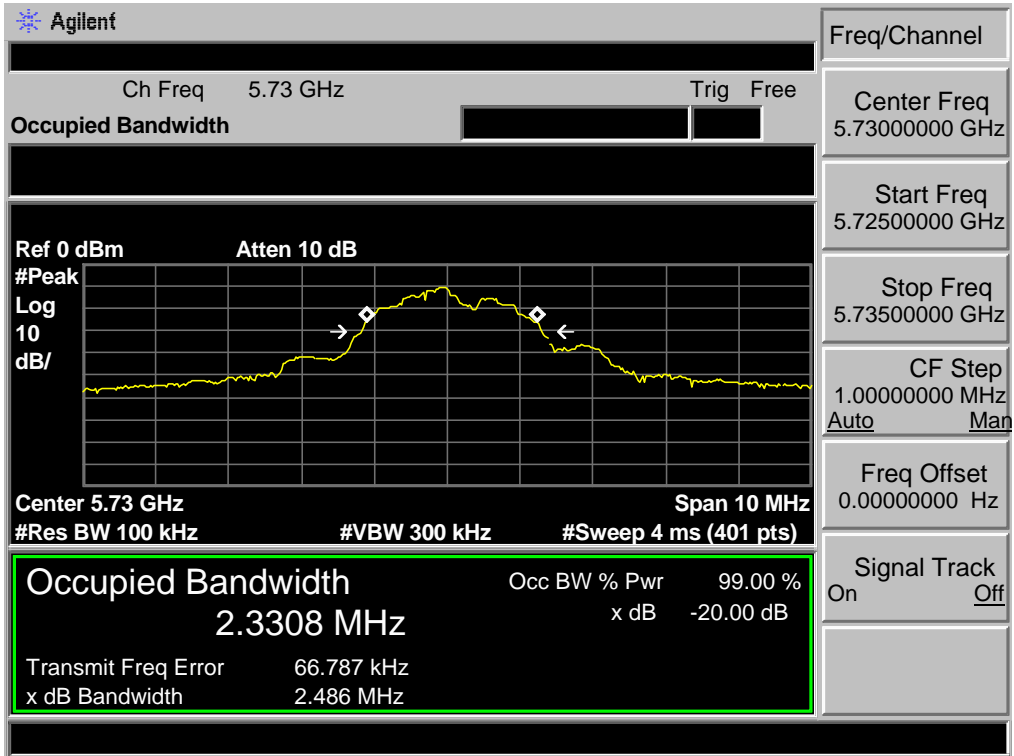 Agilent
Freq/Channel
Ch Freq 5.73 GHz
Trig Free
Occupied Bandwidth
Center Freq
5.73000000 GHz
Start Freq
5.72500000 GHz
Stop Freq
5.73500000 GHz
CF Step
1.00000000 MHz
Auto Man
Freq Offset
0.00000000 Hz
Signal Track
On Off
Ref 0 dBm
Atten 10 dB
#Peak
Log
10
dB/
Center 5.73 GHz
Span 10 MHz
#Res BW 100 kHz
#VBW 300 kHz
#Sweep 4 ms (401 pts)
Occupied Bandwidth
2.3308 MHz
Occ BW % Pwr 99.00 %
x dB -20.00 dB
Transmit Freq Error 66.787 kHz
x dB Bandwidth 2.486 MHz